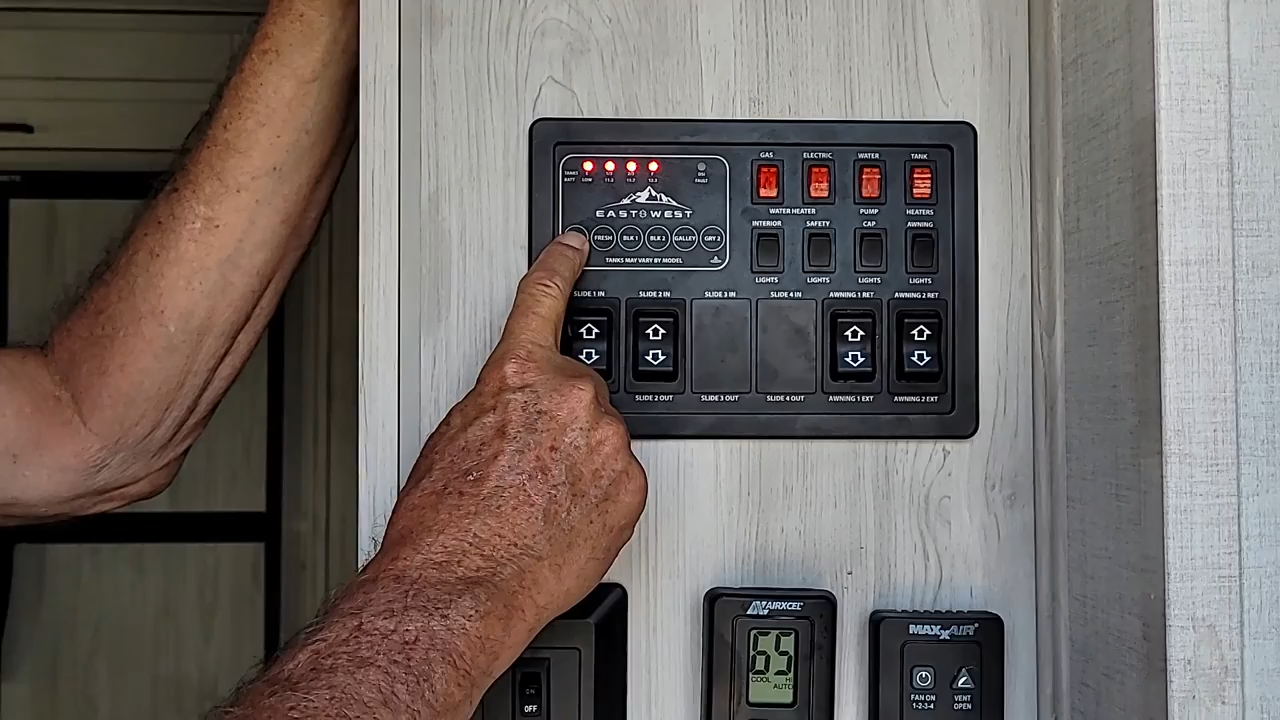 GAS ELECTRIC WATER TANK
TANKS E 1/3 2/3 F DSI
BATT LOW 11.2 11.7 12.3 FAULT
EAST WEST
WATER HEATER PUMP HEATERS
INTERIOR SAFETY CAP AWNING
FRESH BLK 1 BLK 2 GALLEY GRY 2
TANKS MAY VARY BY MODEL
LIGHTS LIGHTS LIGHTS LIGHTS
SLIDE 1 IN SLIDE 2 IN SLIDE 3 IN SLIDE 4 IN AWNING 1 RET AWNING 2 RET
SLIDE 2 OUT SLIDE 3 OUT SLIDE 4 OUT AWNING 1 EXT AWNING 2 EXT
AIRXCEL
65
COOL HI
AUTO
MAXXAIR
FAN ON VENT
1-2-3-4 OPEN
ON
OFF